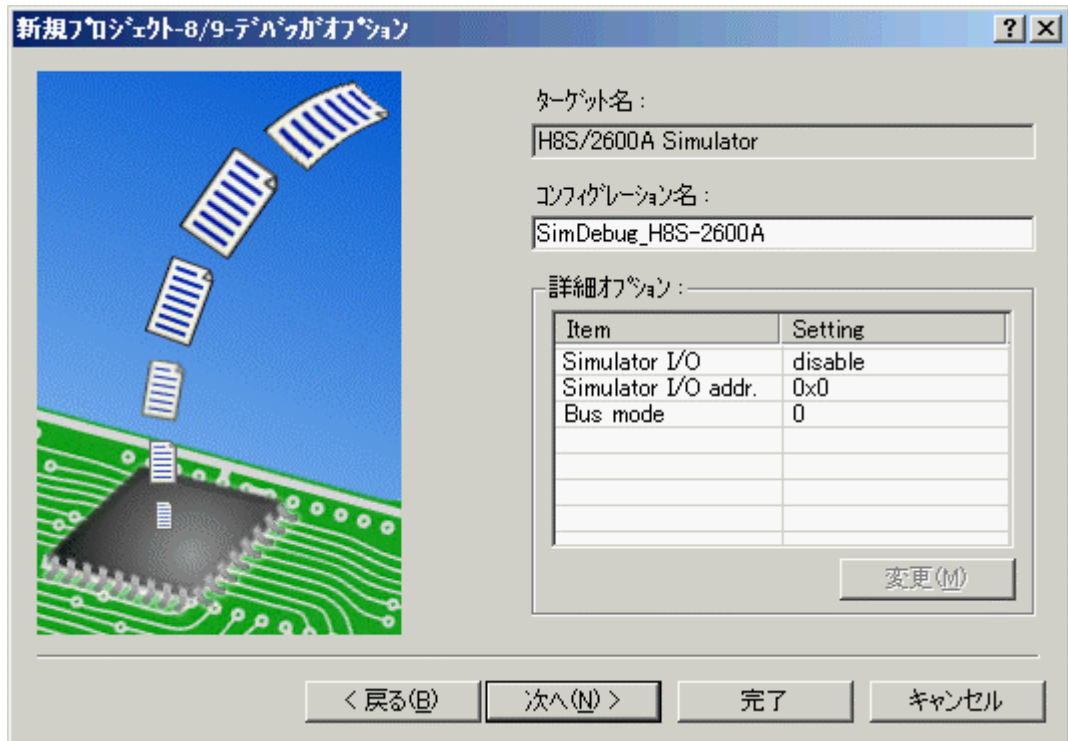 新規ﾌﾟﾛｼﾞｪｸﾄ-8/9-ﾃﾞﾊﾞｯｶﾞｵﾌﾟｼｮﾝ
ﾀｰｹﾞｯﾄ名 :
H8S/2600A Simulator
ｺﾝﾌｨｸﾞﾚｰｼｮﾝ名 :
SimDebug_H8S-2600A
詳細ｵﾌﾟｼｮﾝ :
Item Setting
Simulator I/O disable
Simulator I/O addr. 0x0
Bus mode 0
変更(M)
< 戻る(B) 次へ(N) > 完了 キャンセル